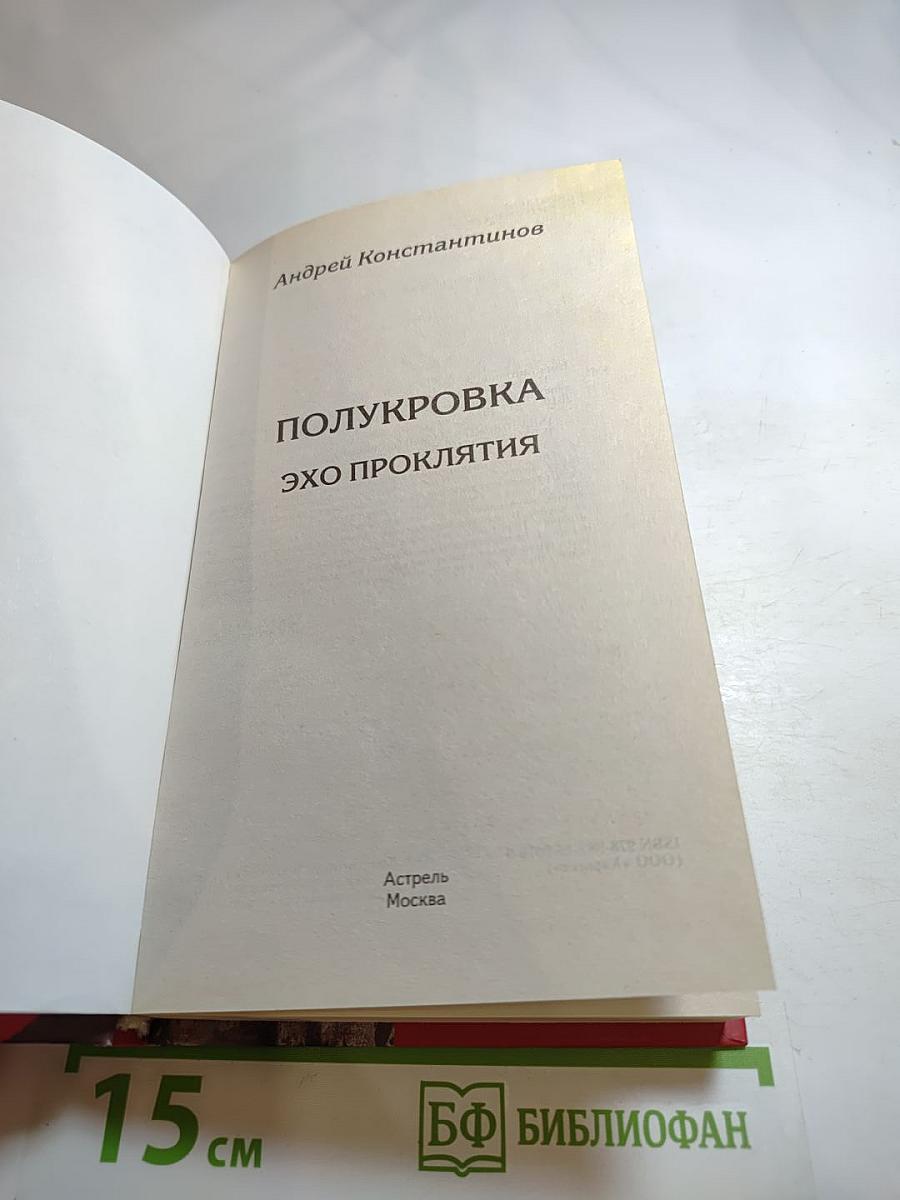 Андрей Константинов
ПОЛУКРОВКА
ЭХО ПРОКЛЯТИЯ
Астрель
Москва
15 см
БФ БИБЛИОФАН